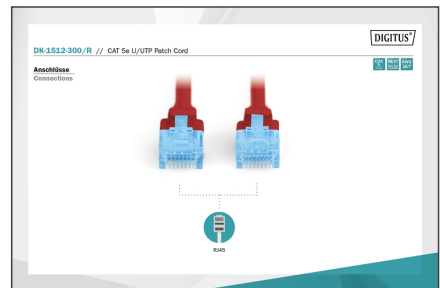 DIGITUS®
DK-1512-300/R // CAT 5e U/UTP Patch Cord
Anschlüsse
Connections
RJ45